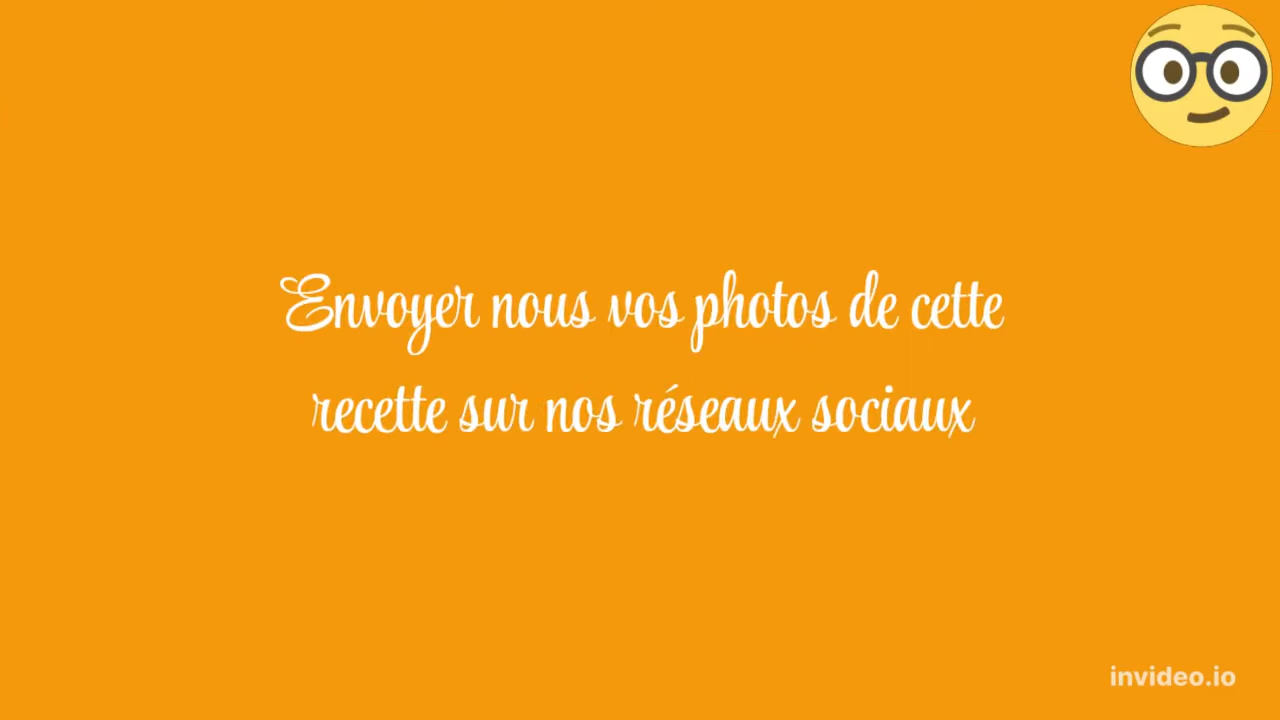 Envoyer nous vos photos de cette
recette sur nos réseaux sociaux
invideo.io